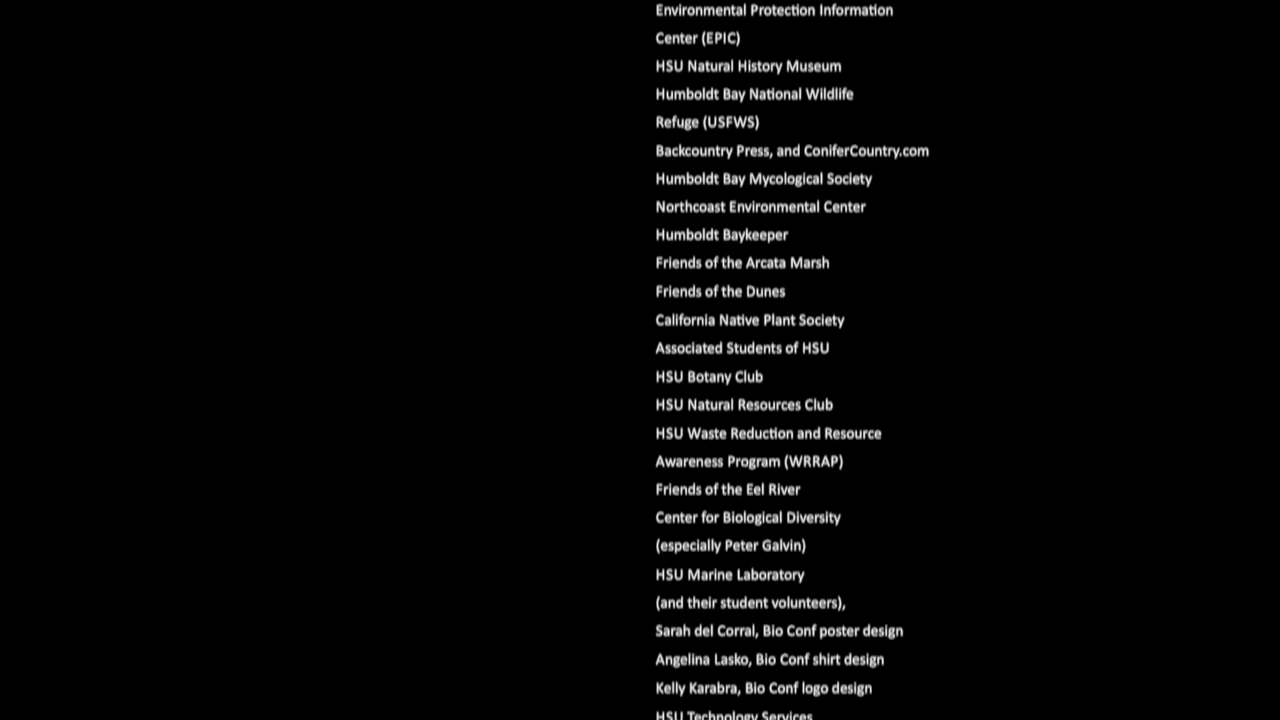 Environmental Protection Information
Center (EPIC)
HSU Natural History Museum
Humboldt Bay National Wildlife
Refuge (USFWS)
Backcountry Press, and ConiferCountry.com
Humboldt Bay Mycological Society
Northcoast Environmental Center
Humboldt Baykeeper
Friends of the Arcata Marsh
Friends of the Dunes
California Native Plant Society
Associated Students of HSU
HSU Botany Club
HSU Natural Resources Club
HSU Waste Reduction and Resource
Awareness Program (WRRAP)
Friends of the Eel River
Center for Biological Diversity
(especially Peter Galvin)
HSU Marine Laboratory
(and their student volunteers),
Sarah del Corral, Bio Conf poster design
Angelina Lasko, Bio Conf shirt design
Kelly Karabra, Bio Conf logo design
HSU Technology Services